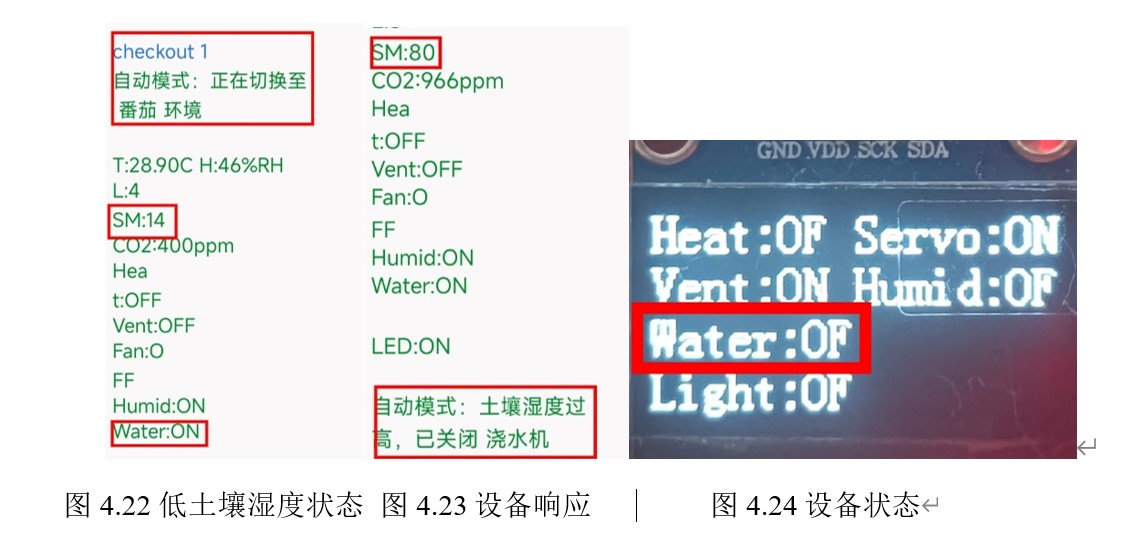 checkout 1
自动模式：正在切换至
番茄 环境
T:28.90C H:46%RH
L:4
SM:14
CO2:400ppm
Hea
t:OFF
Vent:OFF
Fan:O
FF
Humid:ON
Water:ON
SM:80
CO2:966ppm
Hea
t:OFF
Vent:OFF
Fan:O
FF
Humid:ON
Water:ON
LED:ON
自动模式：土壤湿度过
高，已关闭 浇水机
GND VDD SCK SDA
Heat:OF Servo:ON
Vent:ON Humid:OF
Water:OF
Light:OF
图 4.22 低土壤湿度状态 图 4.23 设备响应 图 4.24 设备状态